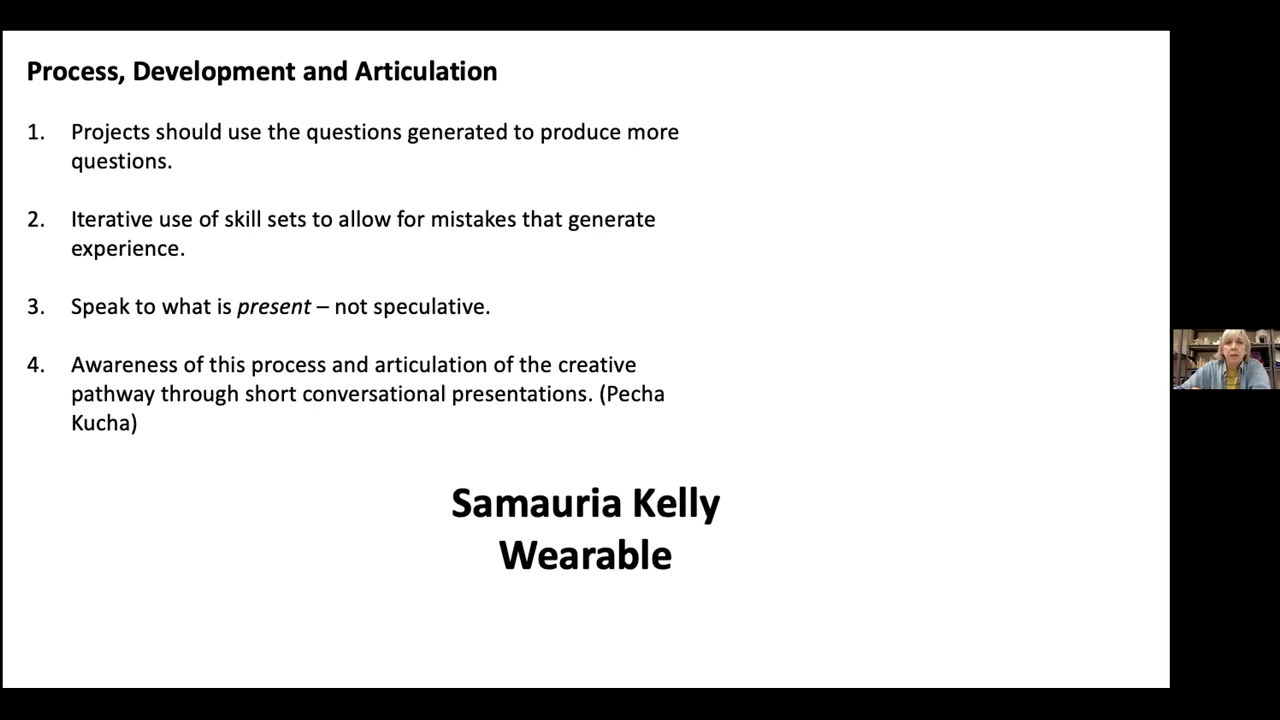 Process, Development and Articulation
1. Projects should use the questions generated to produce more
questions.
2. Iterative use of skill sets to allow for mistakes that generate
experience.
3. Speak to what is present – not speculative.
4. Awareness of this process and articulation of the creative
pathway through short conversational presentations. (Pecha
Kucha)
Samauria Kelly
Wearable